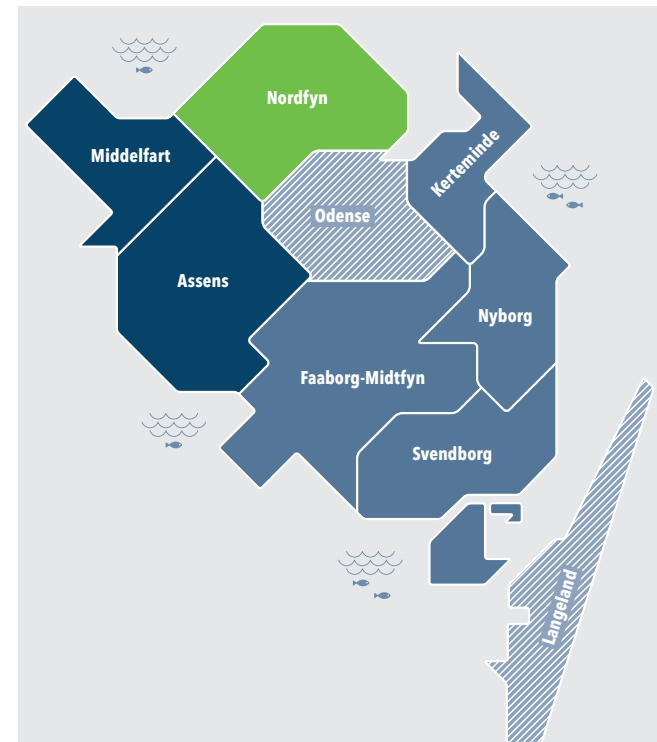 Nordfyn
Middelfart
Kerteminde
Odense
Assens
Nyborg
Faaborg-Midtfyn
Svendborg
Langeland